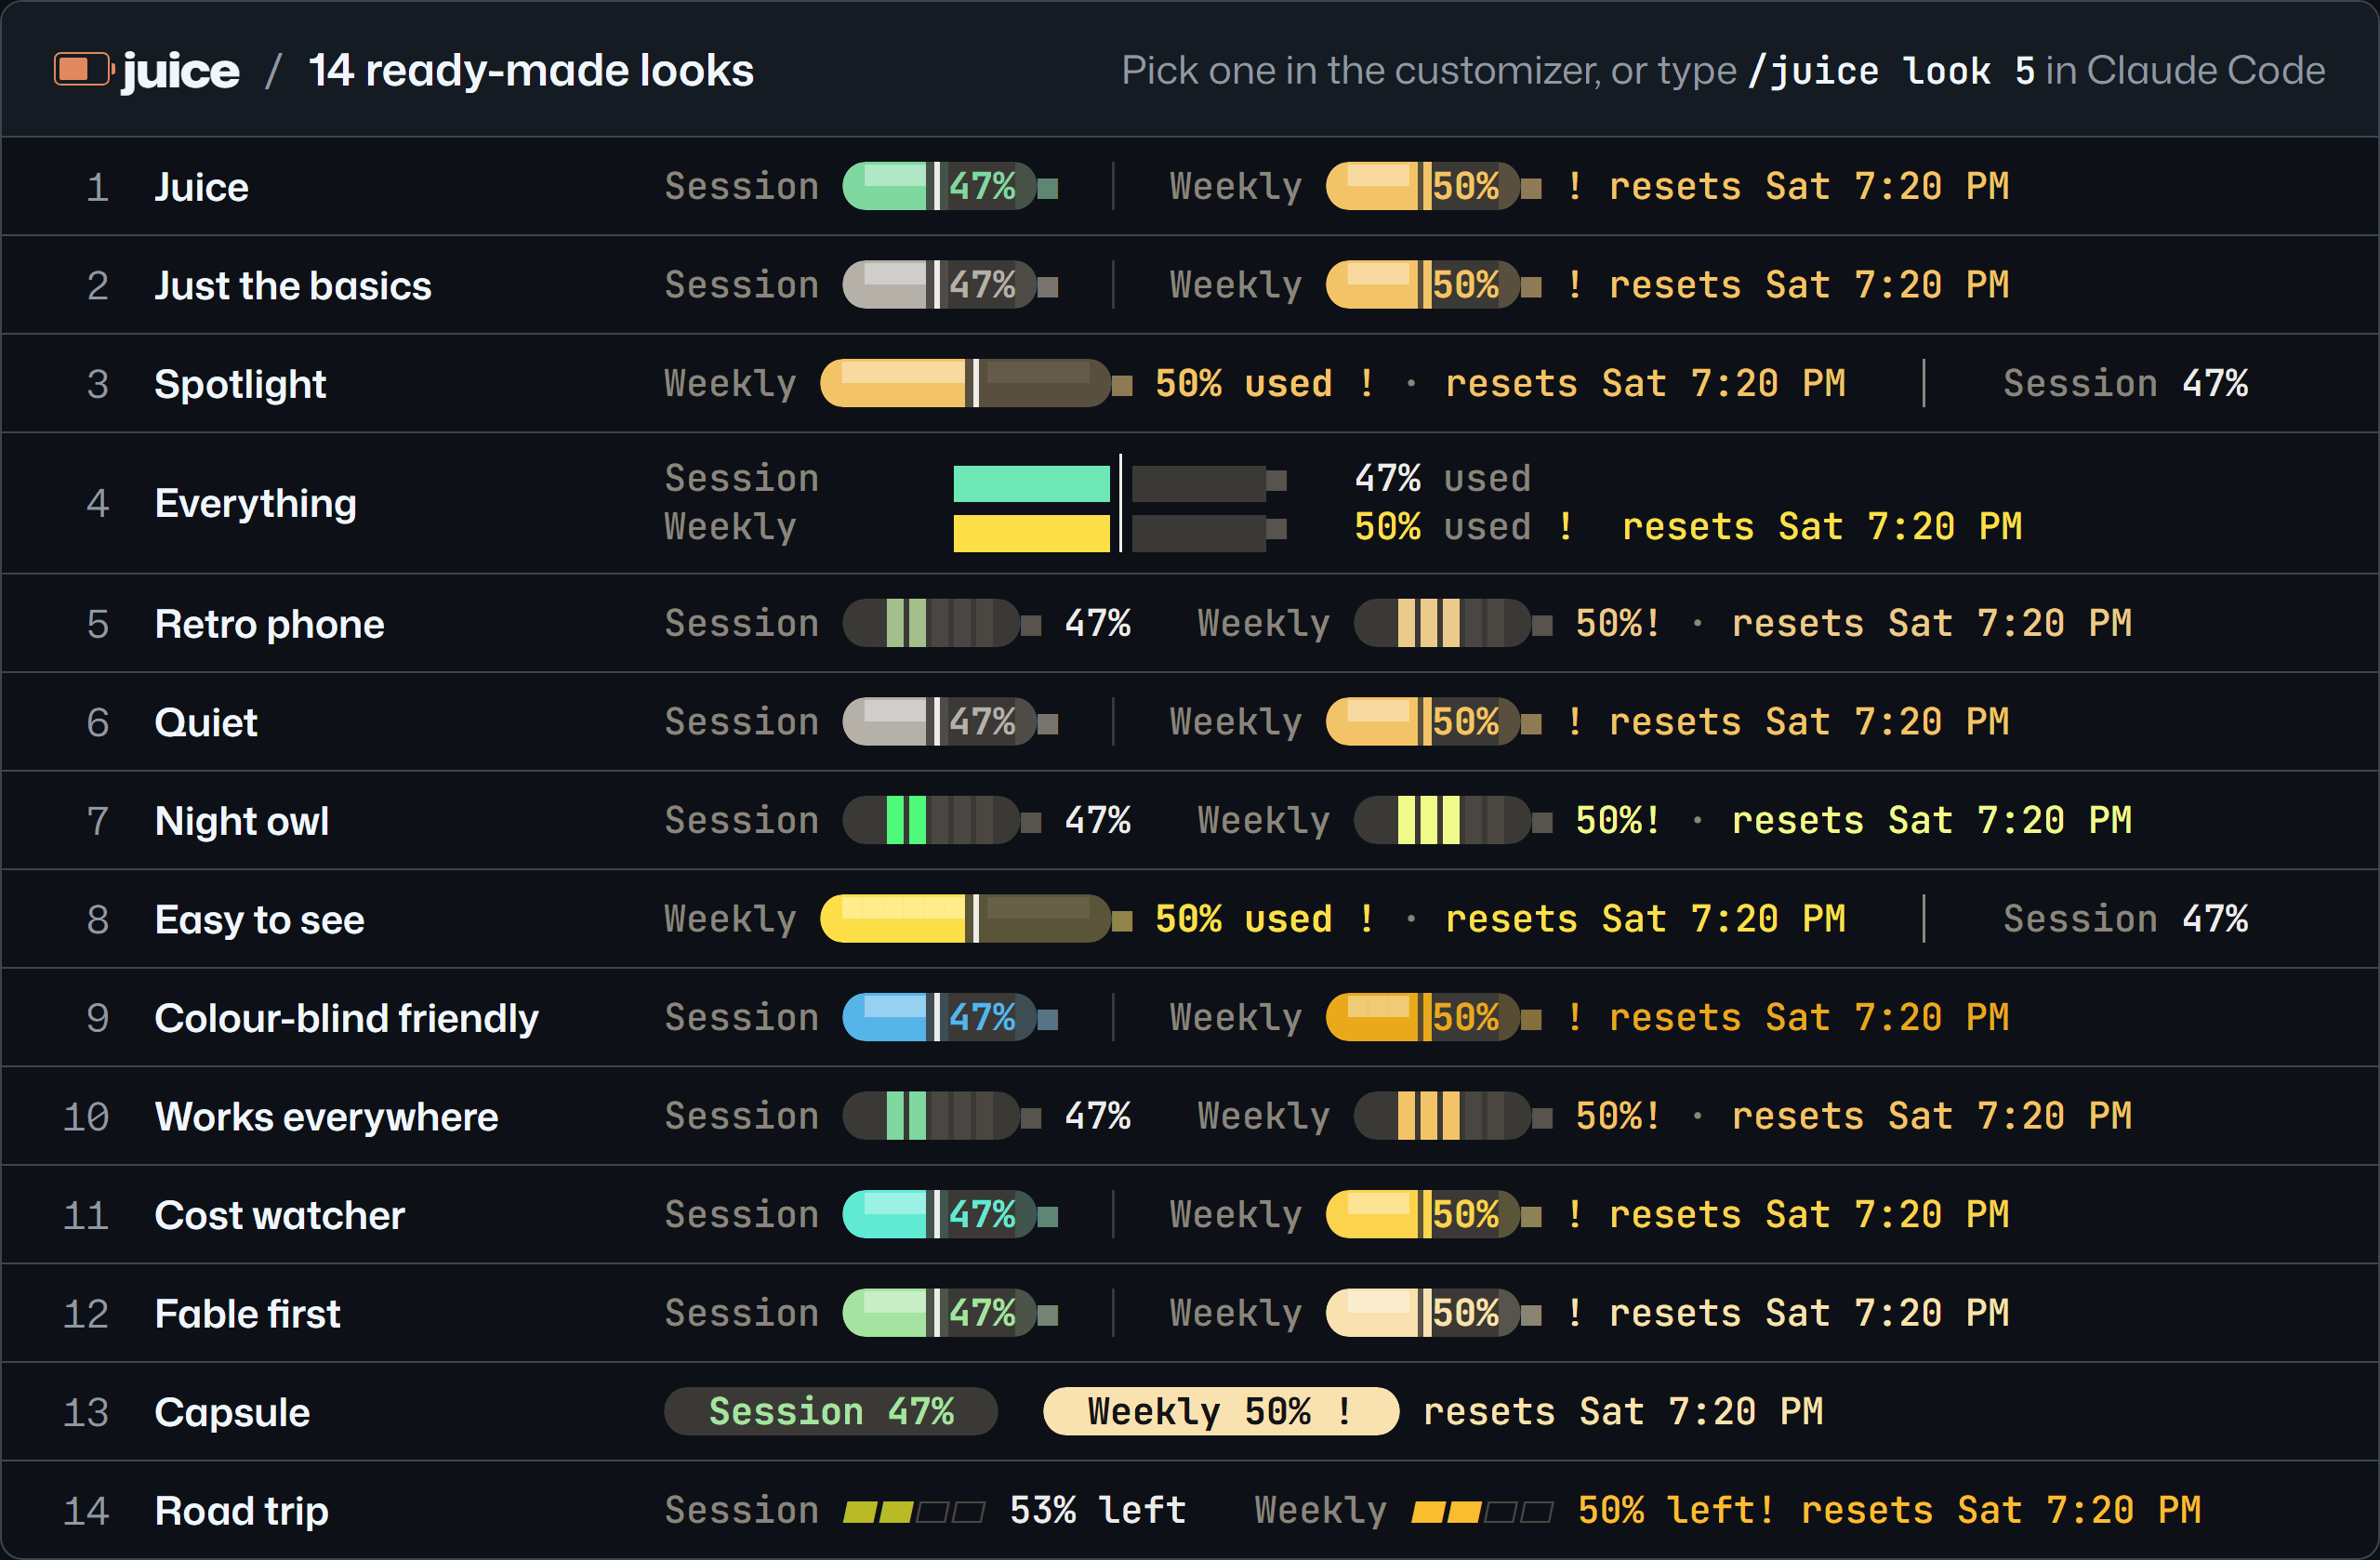 juice / 14 ready-made looks Pick one in the customizer, or type /juice look 5 in Claude Code
1 Juice Session 47% Weekly 50% ! resets Sat 7:20 PM
2 Just the basics Session 47% Weekly 50% ! resets Sat 7:20 PM
3 Spotlight Weekly 50% used ! · resets Sat 7:20 PM Session 47%
4 Everything
Session 47% used
Weekly 50% used ! resets Sat 7:20 PM
5 Retro phone Session 47% Weekly 50%! · resets Sat 7:20 PM
6 Quiet Session 47% Weekly 50% ! resets Sat 7:20 PM
7 Night owl Session 47% Weekly 50%! · resets Sat 7:20 PM
8 Easy to see Weekly 50% used ! · resets Sat 7:20 PM Session 47%
9 Colour-blind friendly Session 47% Weekly 50% ! resets Sat 7:20 PM
10 Works everywhere Session 47% Weekly 50%! · resets Sat 7:20 PM
11 Cost watcher Session 47% Weekly 50% ! resets Sat 7:20 PM
12 Fable first Session 47% Weekly 50% ! resets Sat 7:20 PM
13 Capsule Session 47% Weekly 50% ! resets Sat 7:20 PM
14 Road trip Session 53% left Weekly 50% left! resets Sat 7:20 PM